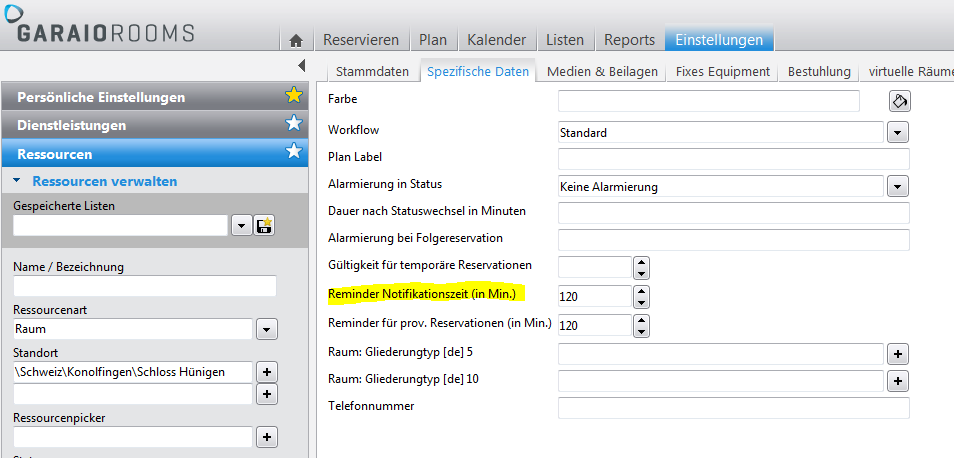 GARAIOROOMS
Reservieren Plan Kalender Listen Reports Einstellungen
Stammdaten Spezifische Daten Medien & Beilagen Fixes Equipment Bestuhlung virtuelle Räume
Persönliche Einstellungen
Dienstleistungen
Ressourcen
Ressourcen verwalten
Gespeicherte Listen
Name / Bezeichnung
Ressourcenart
Raum
Standort
\Schweiz\Konolfingen\Schloss Hünigen
Ressourcenpicker
Farbe
Workflow Standard
Plan Label
Alarmierung in Status Keine Alarmierung
Dauer nach Statuswechsel in Minuten
Alarmierung bei Folgereservation
Gültigkeit für temporäre Reservationen
Reminder Notifikationszeit (in Min.) 120
Reminder für prov. Reservationen (in Min.) 120
Raum: Gliederungtyp [de] 5
Raum: Gliederungtyp [de] 10
Telefonnummer